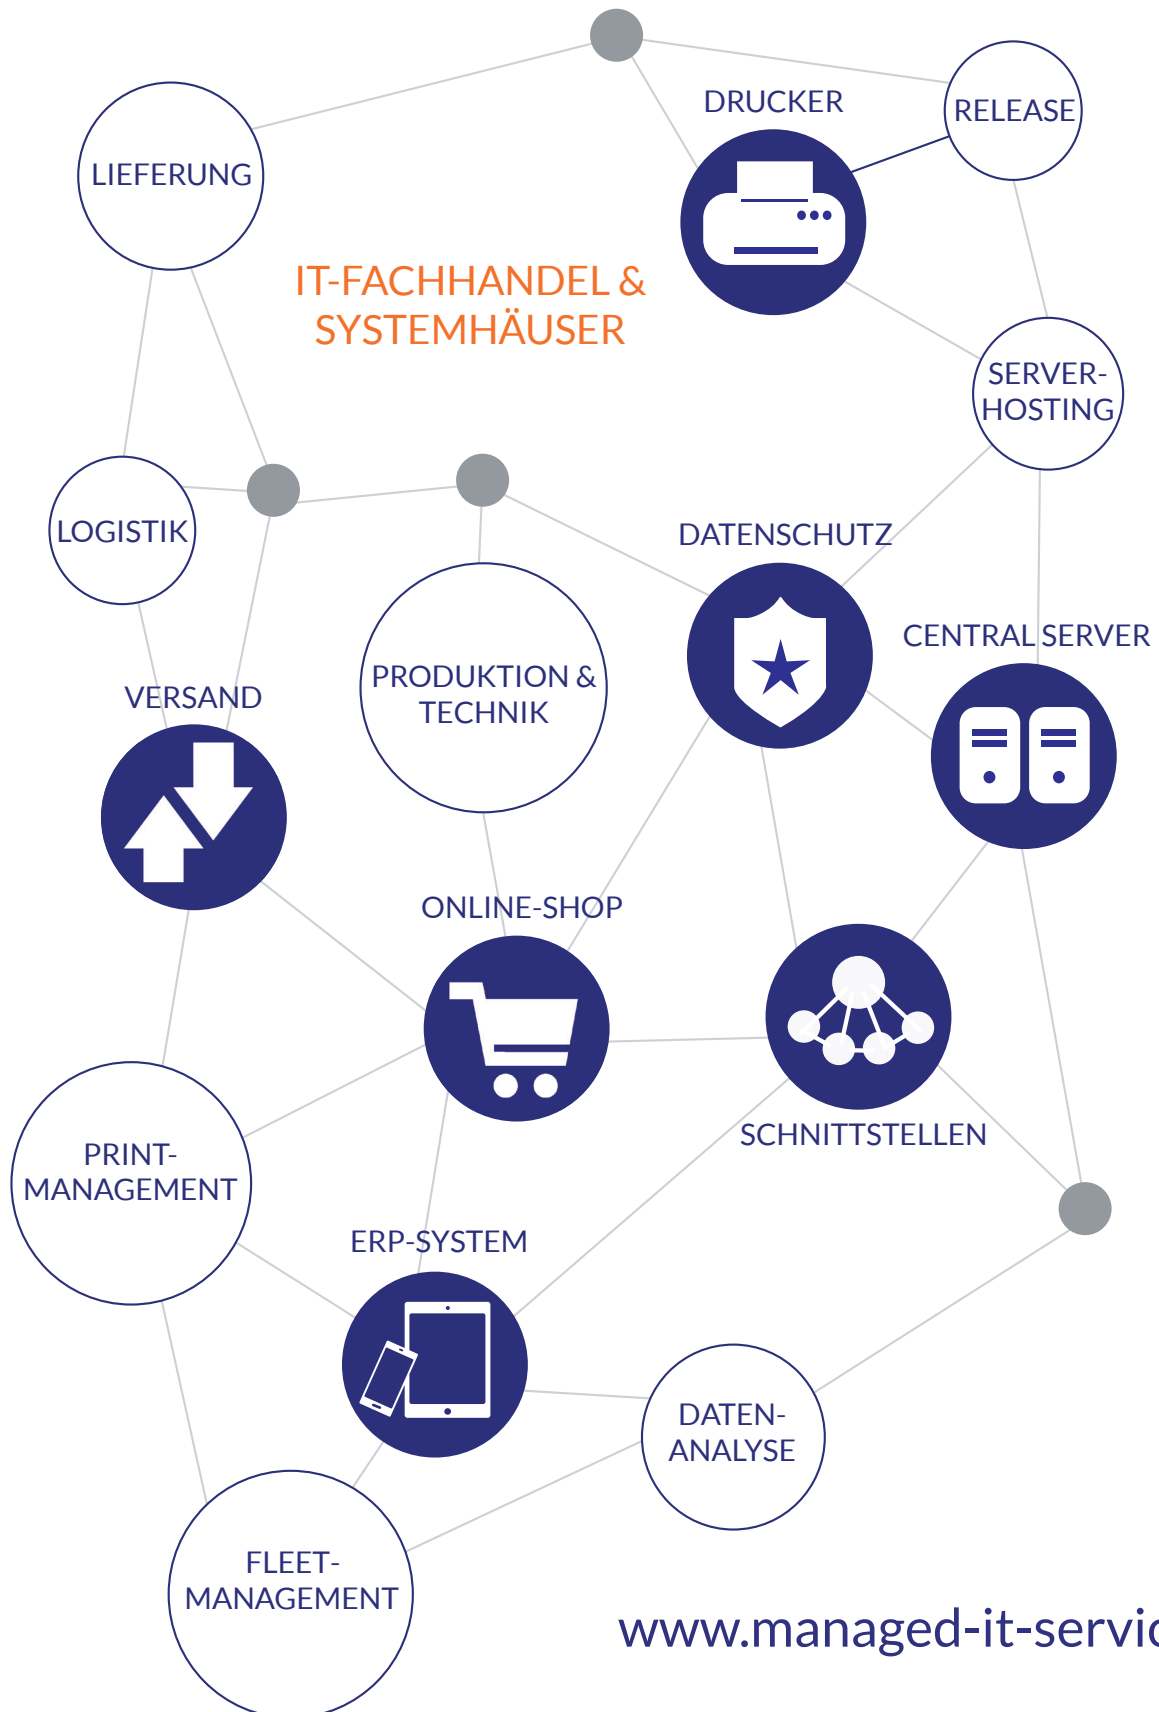 DRUCKER
RELEASE
LIEFERUNG
IT-FACHHANDEL &
SYSTEMHÄUSER
SERVER-
HOSTING
LOGISTIK
DATENSCHUTZ
CENTRAL SERVER
PRODUKTION &
TECHNIK
VERSAND
ONLINE-SHOP
SCHNITTSTELLEN
PRINT-
MANAGEMENT
ERP-SYSTEM
DATEN-
ANALYSE
FLEET-
MANAGEMENT
www.managed-it-servic